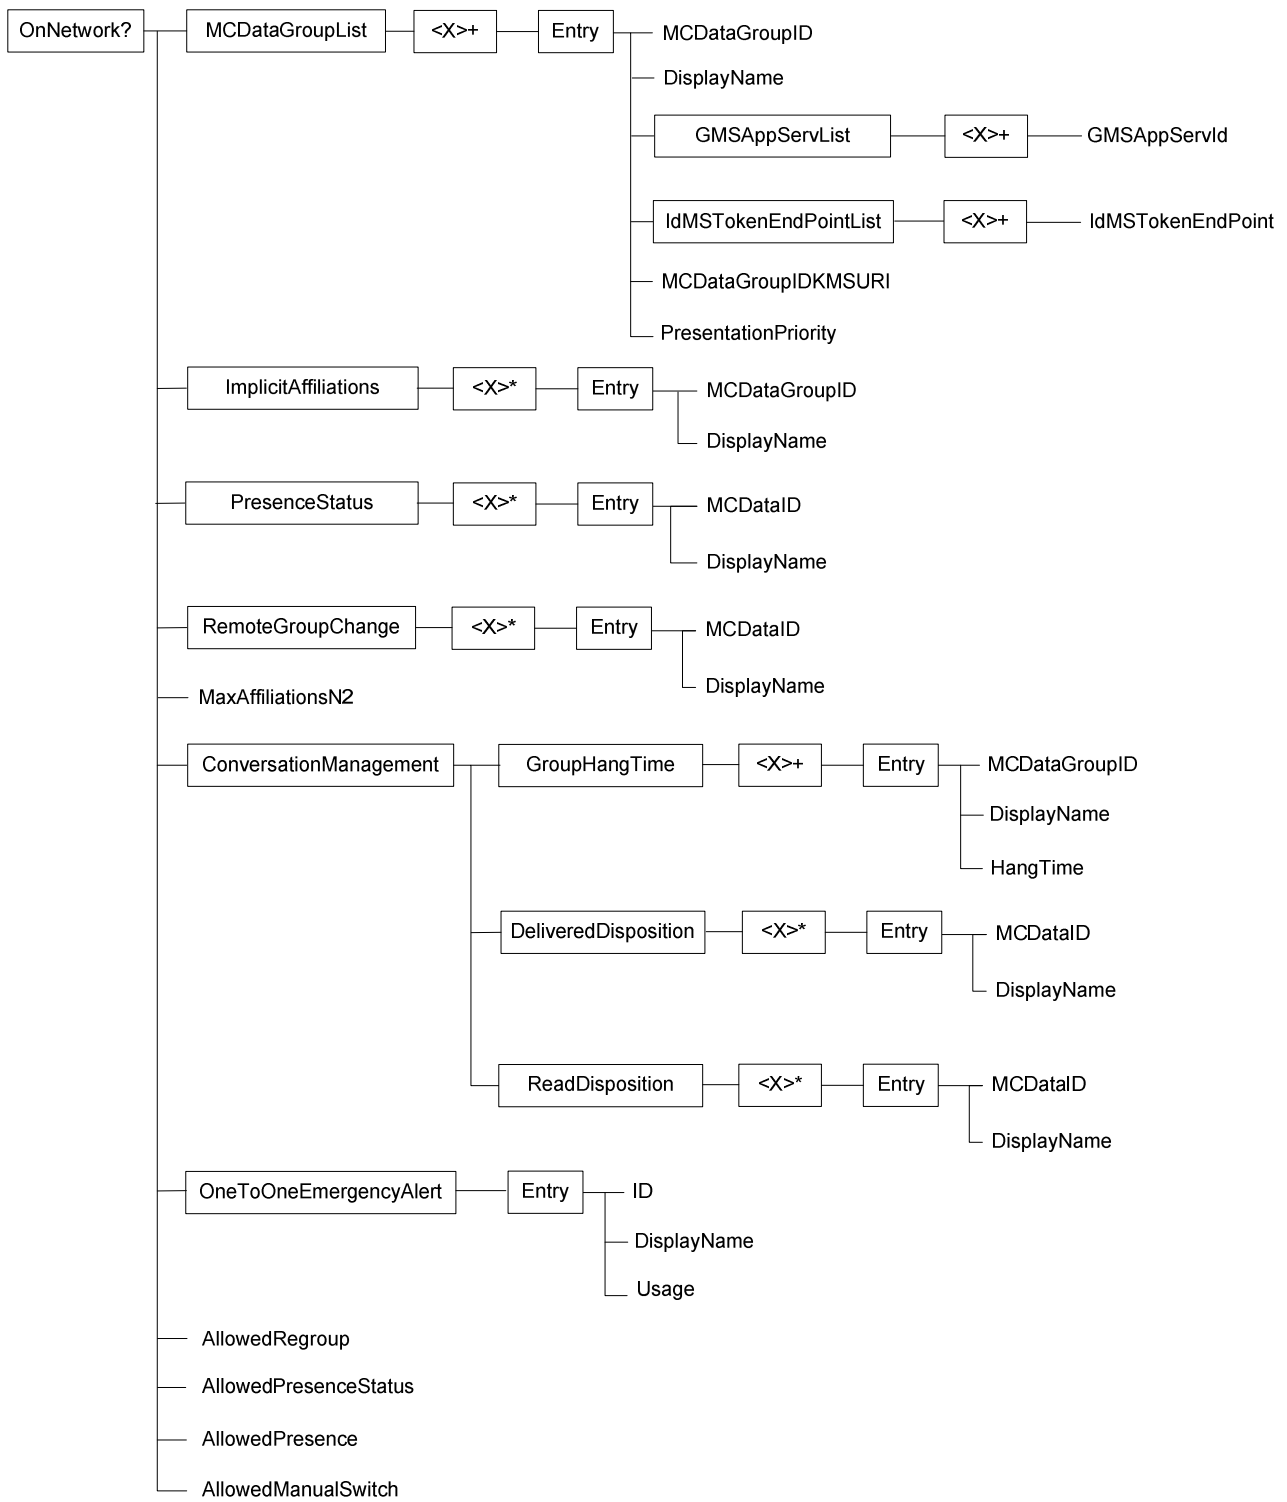 OnNetwork?
MCDataGroupList
<X>+
Entry
MCDataGroupID
DisplayName
GMSAppServList
<X>+
GMSAppServId
IdMSTokenEndPointList
<X>+
IdMSTokenEndPoint
MCDataGroupIDKMSURI
PresentationPriority
ImplicitAffiliations
<X>*
Entry
MCDataGroupID
DisplayName
PresenceStatus
<X>*
Entry
MCDataID
DisplayName
RemoteGroupChange
<X>*
Entry
MCDataID
DisplayName
MaxAffiliationsN2
ConversationManagement
GroupHangTime
<X>+
Entry
MCDataGroupID
DisplayName
HangTime
DeliveredDisposition
<X>*
Entry
MCDataID
DisplayName
ReadDisposition
<X>*
Entry
MCDataID
DisplayName
OneToOneEmergencyAlert
Entry
ID
DisplayName
Usage
AllowedRegroup
AllowedPresenceStatus
AllowedPresence
AllowedManualSwitch